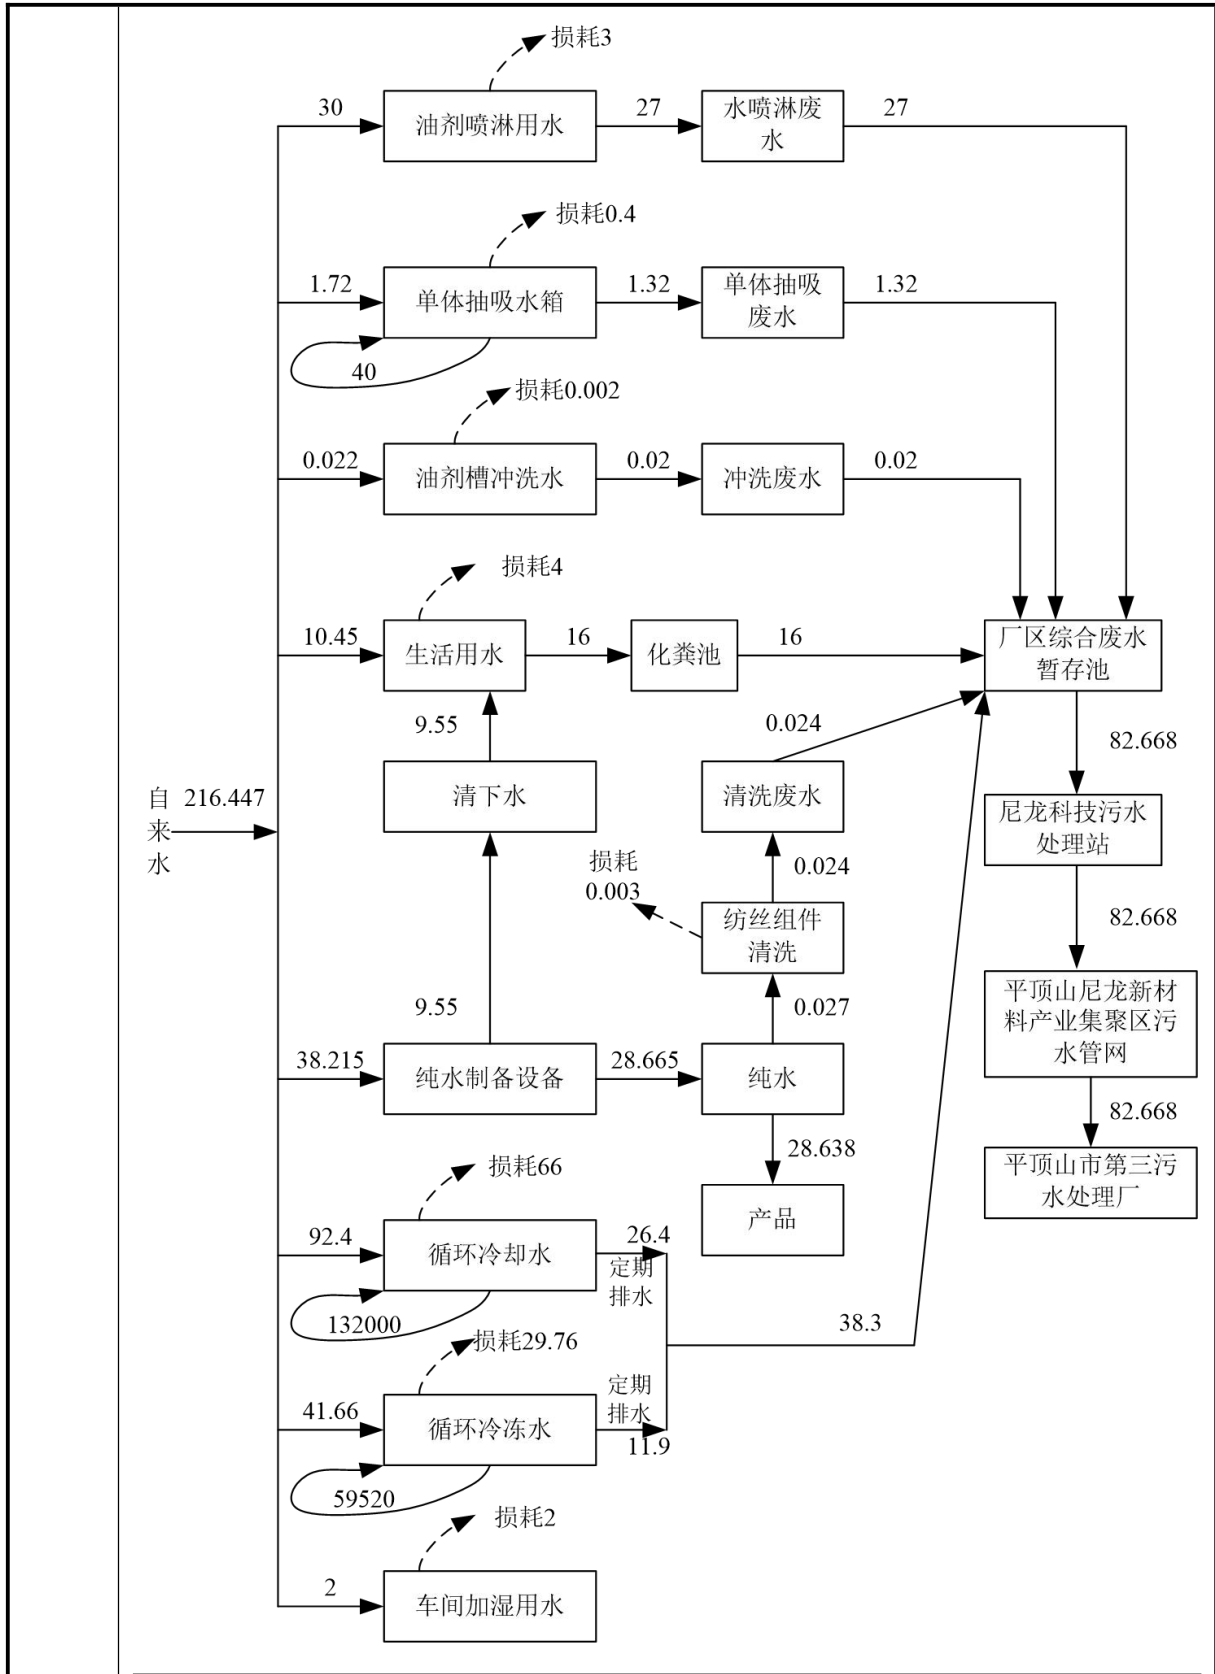 损耗3
30
油剂喷淋用水
27
水喷淋废
水
27
损耗0.4
1.72
单体抽吸水箱
1.32
单体抽吸
废水
1.32
40
损耗0.002
0.022
油剂槽冲洗水
0.02
冲洗废水
0.02
损耗4
10.45
生活用水
16
化粪池
16
厂区综合废水
暂存池
9.55
0.024
82.668
自
来
水
216.447
清下水
清洗废水
尼龙科技污水
处理站
损耗
0.003
0.024
82.668
纺丝组件
清洗
9.55
0.027
平顶山尼龙新材
料产业集聚区污
水管网
38.215
纯水制备设备
28.665
纯水
82.668
28.638
平顶山市第三污
水处理厂
产品
损耗66
92.4
循环冷却水
26.4
定期
排水
132000
38.3
损耗29.76
41.66
循环冷冻水
定期
排水
11.9
59520
损耗2
2
车间加湿用水